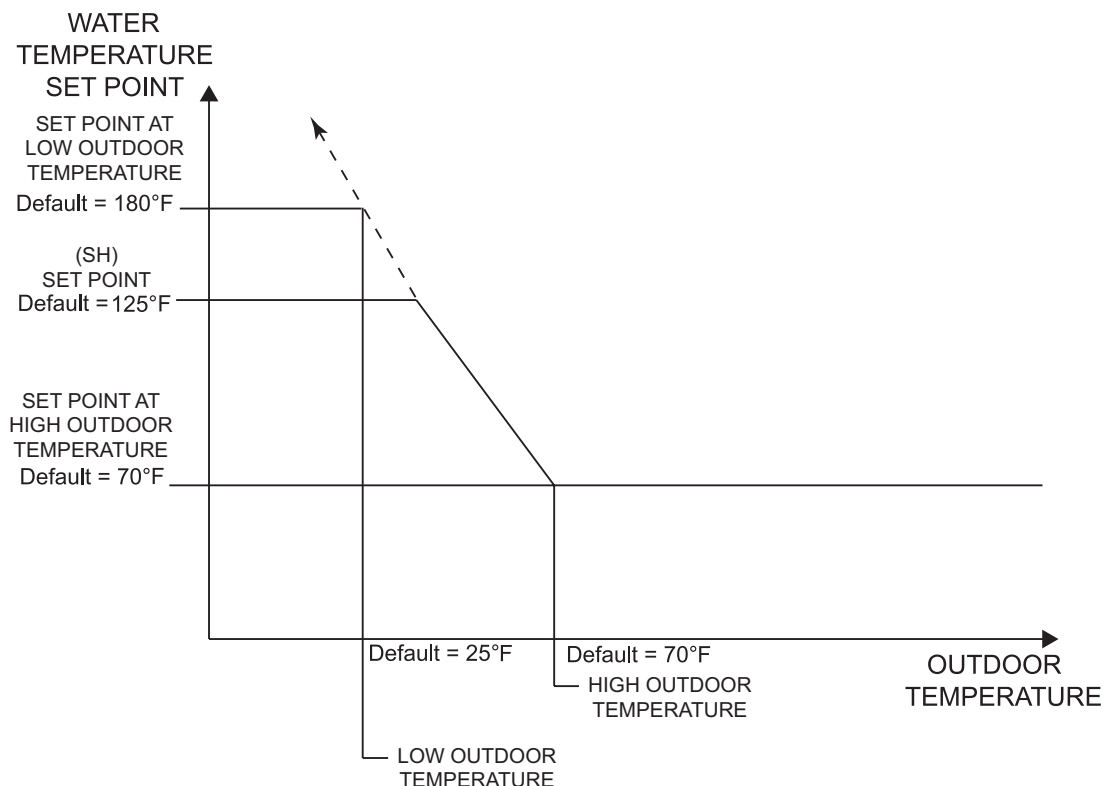 WATER
TEMPERATURE
SET POINT
SET POINT AT
LOW OUTDOOR
TEMPERATURE
Default = 180°F
(SH)
SET POINT
Default = 125°F
SET POINT AT
HIGH OUTDOOR
TEMPERATURE
Default = 70°F
Default = 25°F
Default = 70°F
HIGH OUTDOOR
TEMPERATURE
OUTDOOR
TEMPERATURE
LOW OUTDOOR
TEMPERATURE